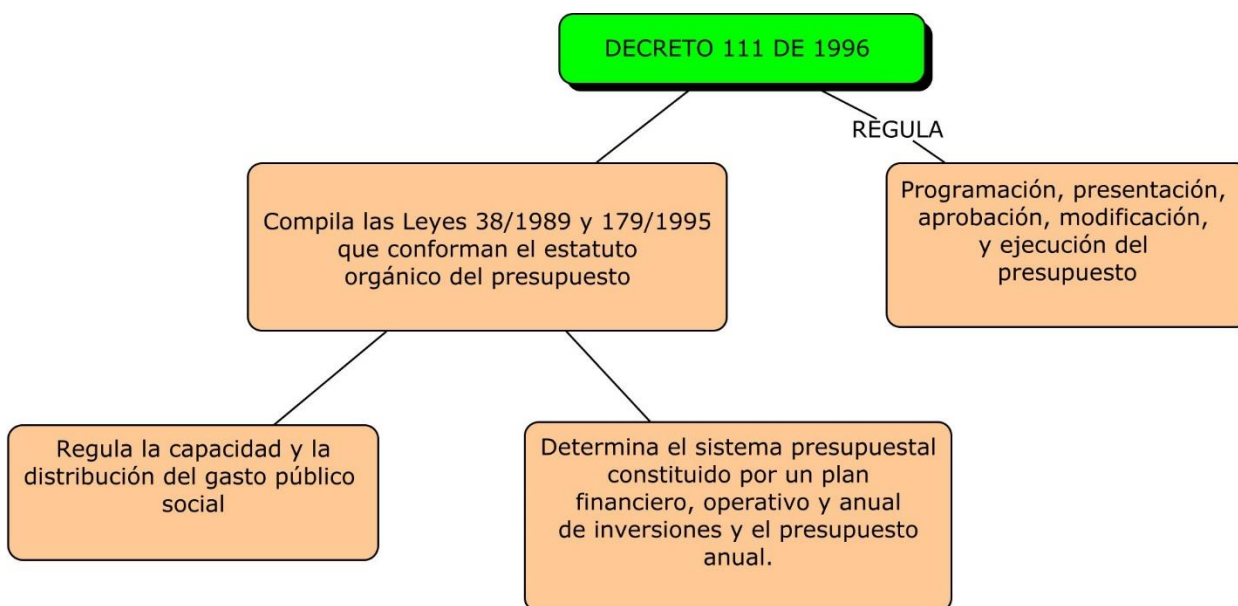 DECRETO 111 DE 1996
REGULA
Compila las Leyes 38/1989 y 179/1995
que conforman el estatuto
orgánico del presupuesto
Programación, presentación,
aprobación, modificación,
y ejecución del
presupuesto
Regula la capacidad y la
distribución del gasto público
social
Determina el sistema presupuestal
constituido por un plan
financiero, operativo y anual
de inversiones y el presupuesto
anual.